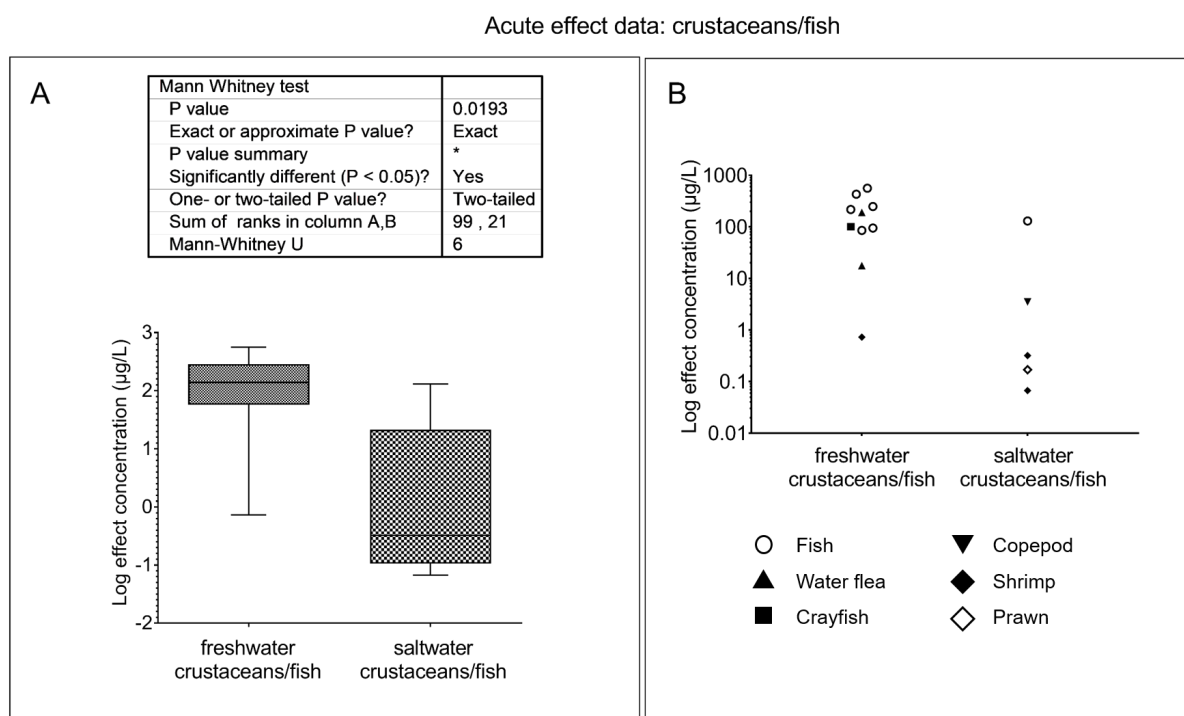 Acute effect data: crustaceans/fish
A
Mann Whitney test
P value 0.0193
Exact or approximate P value? Exact
P value summary *
Significantly different (P < 0.05)? Yes
One- or two-tailed P value? Two-tailed
Sum of ranks in column A,B 99 , 21
Mann-Whitney U 6
Log effect concentration (µg/L)
3
2
1
0
-1
-2
freshwater
crustaceans/fish
saltwater
crustaceans/fish
B
Log effect concentration (µg/L)
1000
100
10
1
0.1
0.01
freshwater
crustaceans/fish
saltwater
crustaceans/fish
Fish
Water flea
Crayfish
Copepod
Shrimp
Prawn